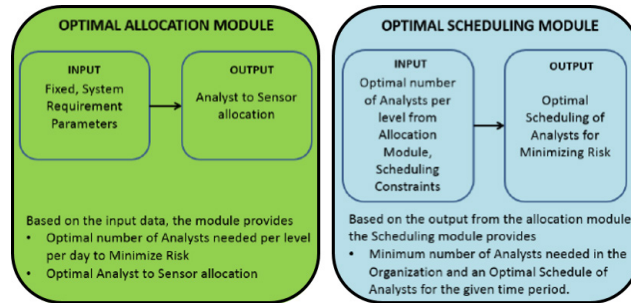 OPTIMAL ALLOCATION MODULE
INPUT
Fixed, System
Requirement
Parameters
OUTPUT
Analyst to Sensor
allocation
Based on the input data, the module provides
• Optimal number of Analysts needed per level
per day to Minimize Risk
• Optimal Analyst to Sensor allocation
OPTIMAL SCHEDULING MODULE
INPUT
Optimal number
of Analysts per
level from
Allocation
Module,
Scheduling
Constraints
OUTPUT
Optimal
Scheduling of
Analysts for
Minimizing Risk
Based on the output from the allocation module
the Scheduling module provides
• Minimum number of Analysts needed in the
Organization and an Optimal Schedule of
Analysts for the given time period.